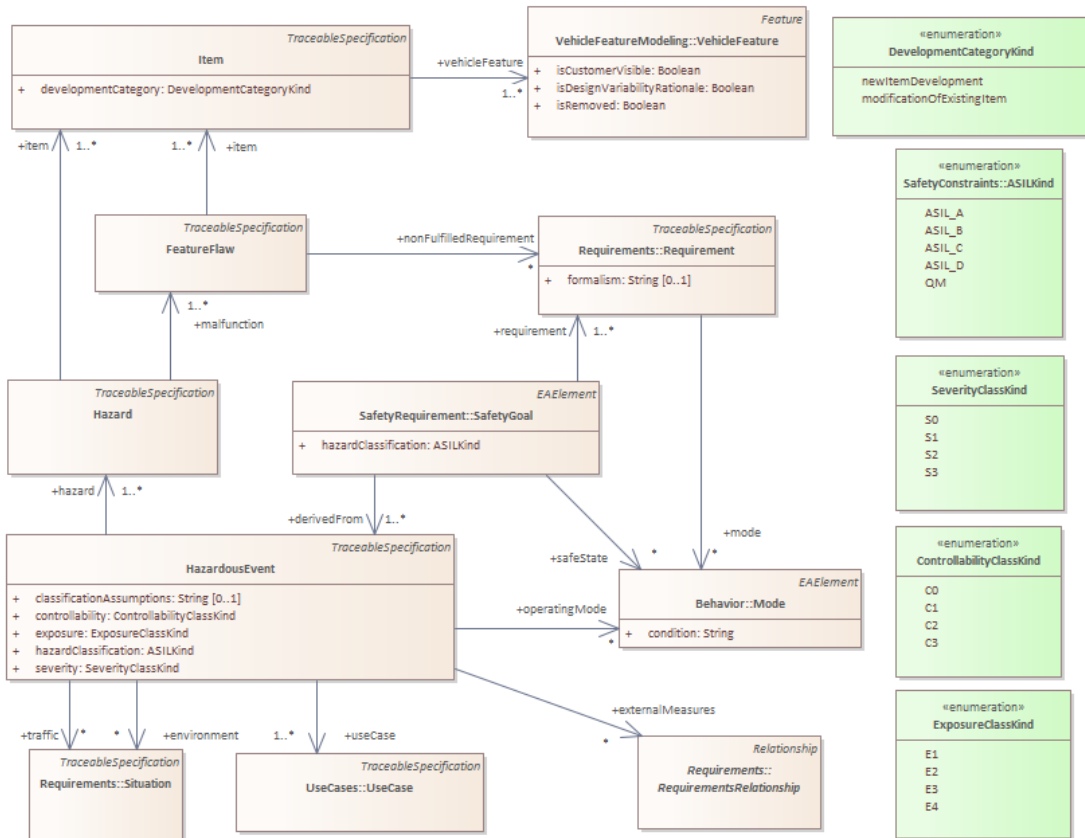 TraceableSpecification
Item
+ developmentCategory: DevelopmentCategoryKind
+vehicleFeature
1..*
Feature
VehicleFeatureModeling::VehicleFeature
+ isCustomerVisible: Boolean
+ isDesignVariabilityRationale: Boolean
+ isRemoved: Boolean
«enumeration»
DevelopmentCategoryKind
newItemDevelopment
modificationOfExistingItem
+item
1..*
1..*
+item
«enumeration»
SafetyConstraints::ASILKind
ASIL_A
ASIL_B
ASIL_C
ASIL_D
QM
TraceableSpecification
FeatureFlaw
+nonFulfilledRequirement
*
TraceableSpecification
Requirements::Requirement
+ formalism: String [0..1]
1..*
+malfunction
+requirement
1..*
TraceableSpecification
Hazard
EAElement
SafetyRequirement::SafetyGoal
+ hazardClassification: ASILKind
«enumeration»
SeverityClassKind
S0
S1
S2
S3
+hazard
1..*
+derivedFrom
1..*
+safeState
*
+mode
*
TraceableSpecification
HazardousEvent
+ classificationAssumptions: String [0..1]
+ controllability: ControllabilityClassKind
+ exposure: ExposureClassKind
+ hazardClassification: ASILKind
+ severity: SeverityClassKind
+operatingMode
*
EAElement
Behavior::Mode
+ condition: String
«enumeration»
ControllabilityClassKind
C0
C1
C2
C3
+traffic
*
*
+environment
1..*
+useCase
+externalMeasures
*
TraceableSpecification
Requirements::Situation
TraceableSpecification
UseCases::UseCase
Relationship
Requirements::
RequirementsRelationship
«enumeration»
ExposureClassKind
E1
E2
E3
E4